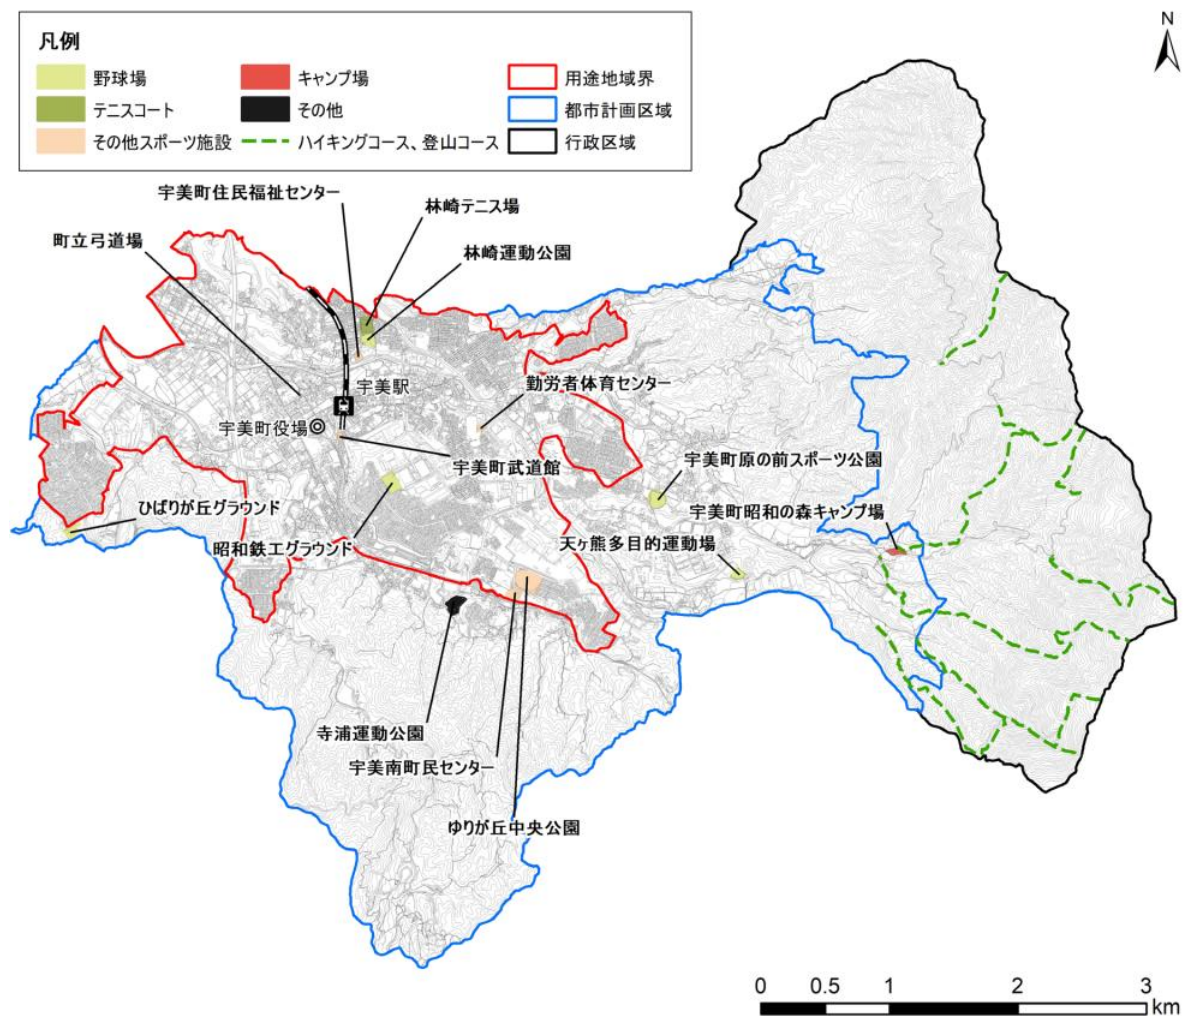 凡例
野球場
キャンプ場
用途地域界
テニスコート
その他
都市計画区域
その他スポーツ施設
ハイキングコース、登山コース
行政区域
N
宇美町住民福祉センター
林崎テニス場
町立弓道場
林崎運動公園
宇美駅
勤労者体育センター
宇美町役場
宇美町武道館
宇美町原の前スポーツ公園
ひばりが丘グラウンド
宇美町昭和の森キャンプ場
昭和鉄工グラウンド
天ヶ熊多目的運動場
寺浦運動公園
宇美南町民センター
ゆりが丘中央公園
0 0.5 1 2 3
km